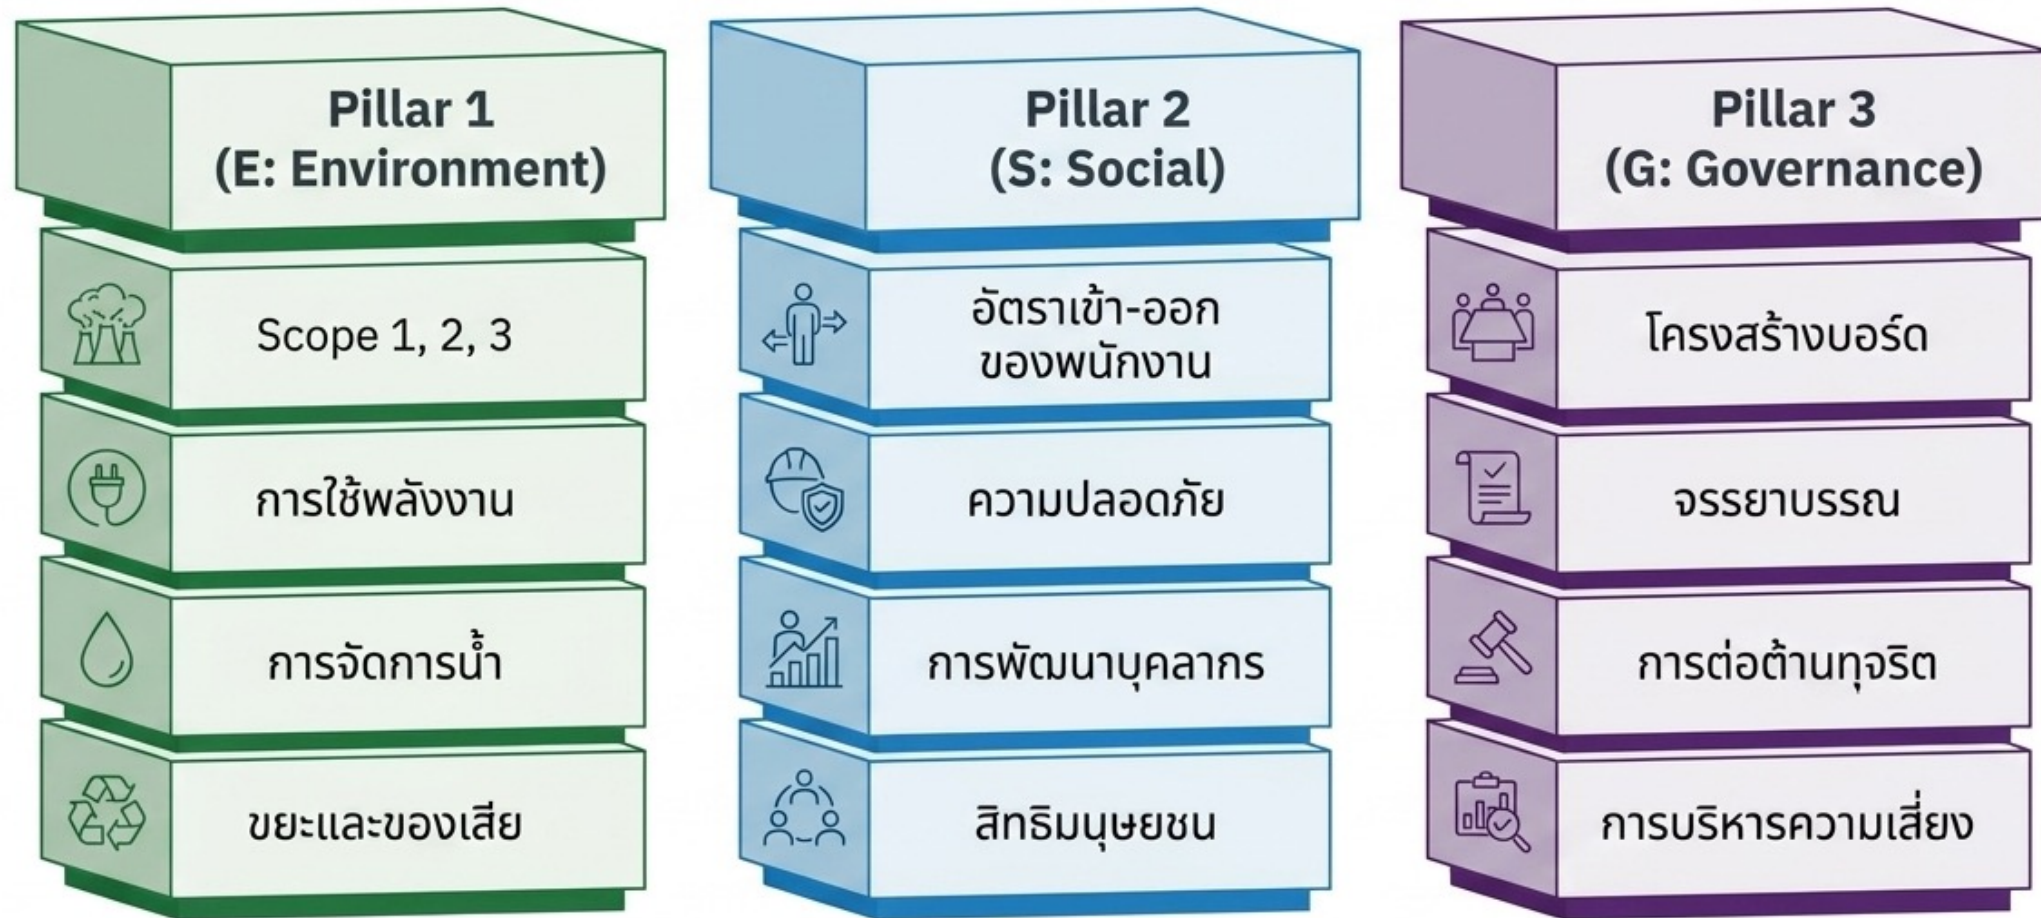 Pillar 1
(E: Environment)
Scope 1, 2, 3
การใช้พลังงาน
การจัดการน้ำ
ขยะและของเสีย
Pillar 2
(S: Social)
อัตราเข้า-ออก
ของพนักงาน
ความปลอดภัย
การพัฒนาบุคลากร
สิทธิมนุษยชน
Pillar 3
(G: Governance)
โครงสร้างบอร์ด
จรรยาบรรณ
การต่อต้านทุจริต
การบริหารความเสี่ยง